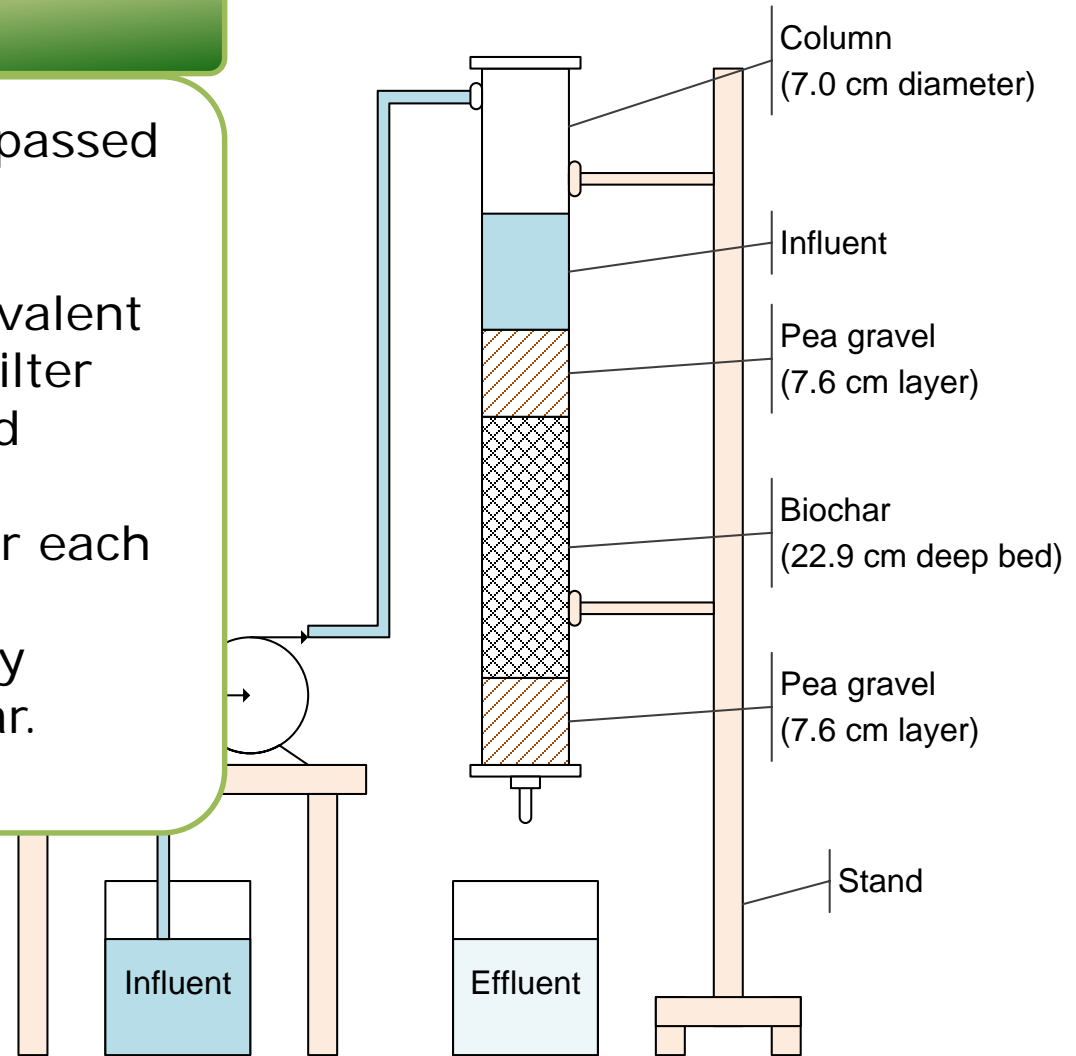 passed
valent
ilter
d
r each
y
ar.
Column
(7.0 cm diameter)
Influent
Pea gravel
(7.6 cm layer)
Biochar
(22.9 cm deep bed)
Pea gravel
(7.6 cm layer)
Stand
Influent
Effluent